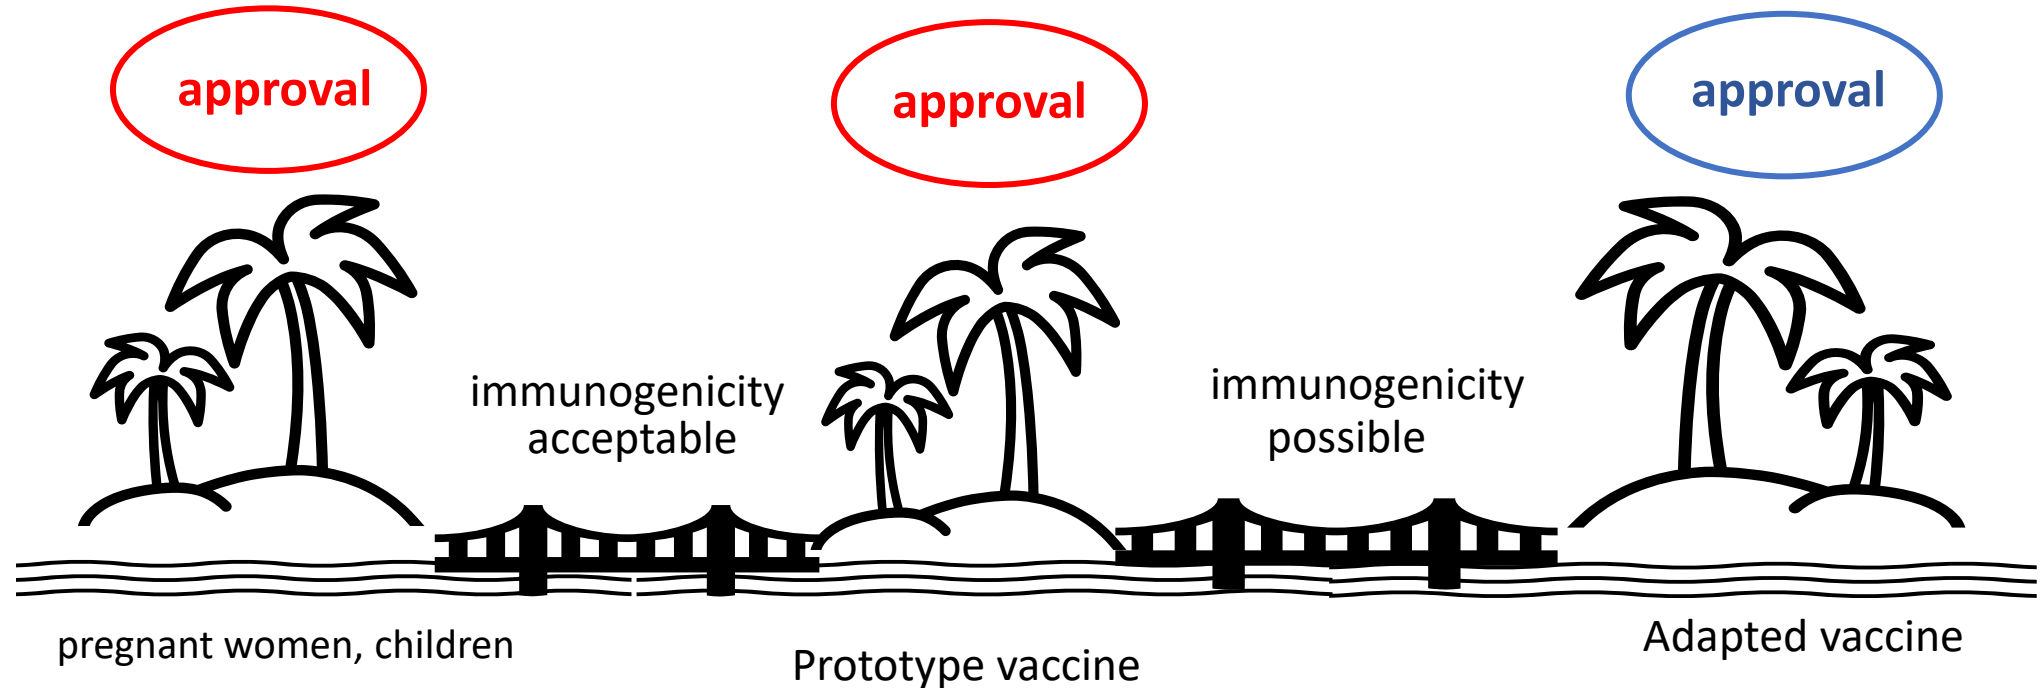 approval
approval
approval
immunogenicity
acceptable
immunogenicity
possible
pregnant women, children
Prototype vaccine
Adapted vaccine